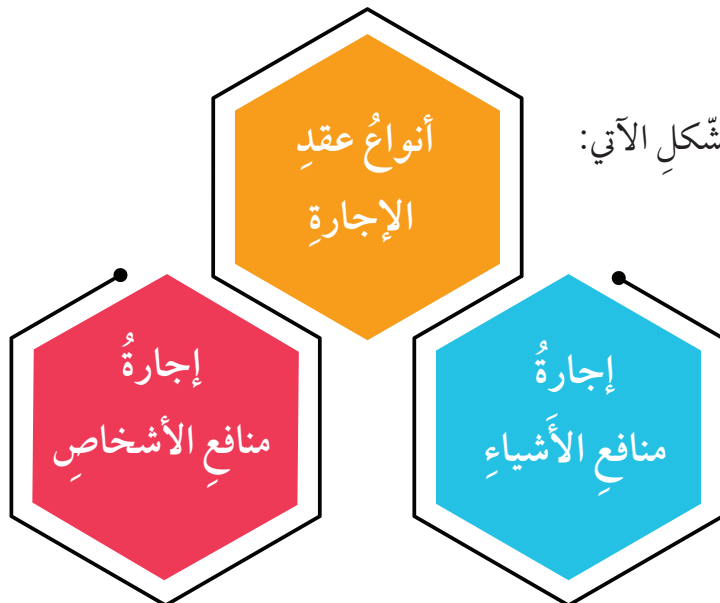 شّكلِ الآتي:
أنواعُ عقدِ
الإجارةِ
إجارةُ
منافعِ الأَشياءِ
إجارةُ
منافعِ الأشخاصِ